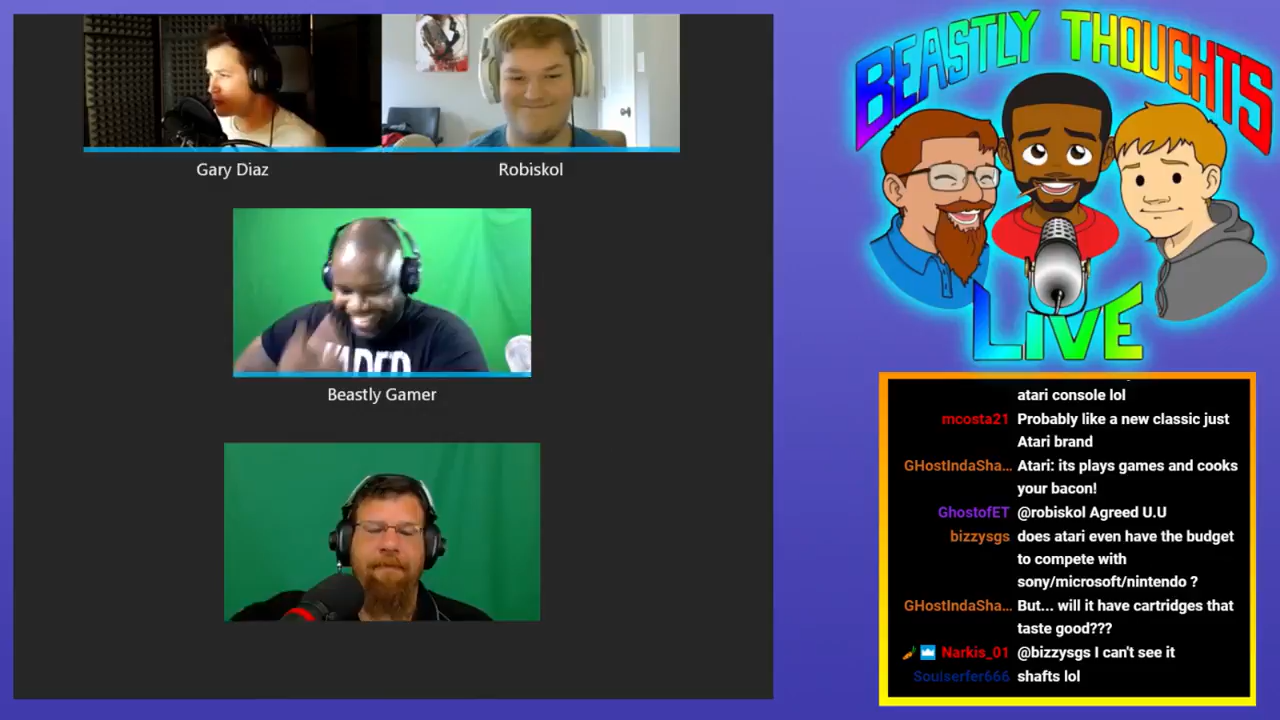 Gary Diaz
Robiskol
Beastly Gamer
BEASTLY THOUGHTS
LIVE
atari console lol
mcosta21 Probably like a new classic just
Atari brand
GHostIndaSha... Atari: its plays games and cooks
your bacon!
GhostofET @robiskol Agreed U.U
bizzysgs does atari even have the budget
to compete with
sony/microsoft/nintendo ?
GHostIndaSha... But... will it have cartridges that
taste good???
Narkis_01 @bizzysgs I can't see it
Soulserfer666 shafts lol